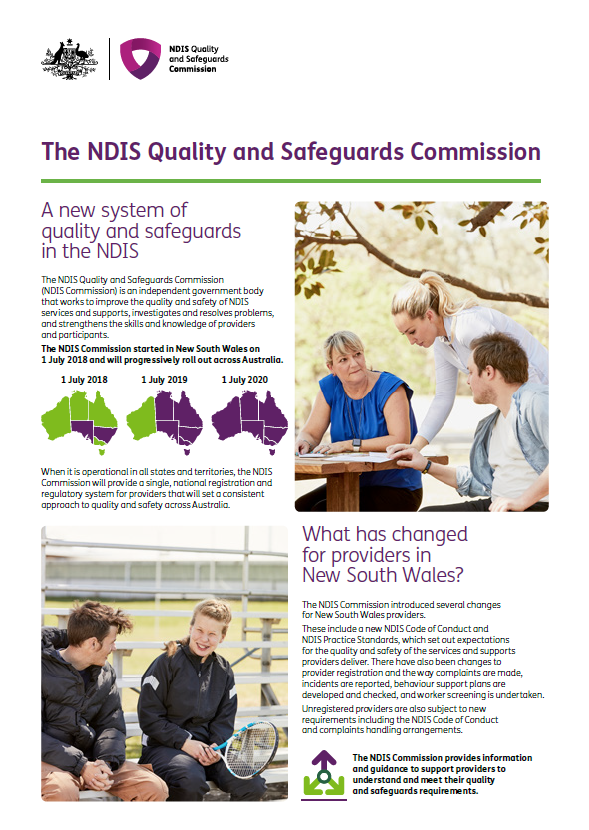 NDIS Quality
and Safeguards
Commission
The NDIS Quality and Safeguards Commission
A new system of
quality and safeguards
in the NDIS
The NDIS Quality and Safeguards Commission
(NDIS Commission) is an independent government body
that works to improve the quality and safety of NDIS
services and supports, investigates and resolves problems,
and strengthens the skills and knowledge of providers
and participants.
The NDIS Commission started in New South Wales on
1 July 2018 and will progressively roll out across Australia.
1 July 2018
1 July 2019
1 July 2020
When it is operational in all states and territories, the NDIS
Commission will provide a single, national registration and
regulatory system for providers that will set a consistent
approach to quality and safety across Australia.
What has changed
for providers in
New South Wales?
The NDIS Commission introduced several changes
for New South Wales providers.
These include a new NDIS Code of Conduct and
NDIS Practice Standards, which set out expectations
for the quality and safety of the services and supports
providers deliver. There have also been changes to
provider registration and the way complaints are made,
incidents are reported, behaviour support plans are
developed and checked, and worker screening is undertaken.
Unregistered providers are also subject to new
requirements including the NDIS Code of Conduct
and complaints handling arrangements.
The NDIS Commission provides information
and guidance to support providers to
understand and meet their quality
and safeguards requirements.